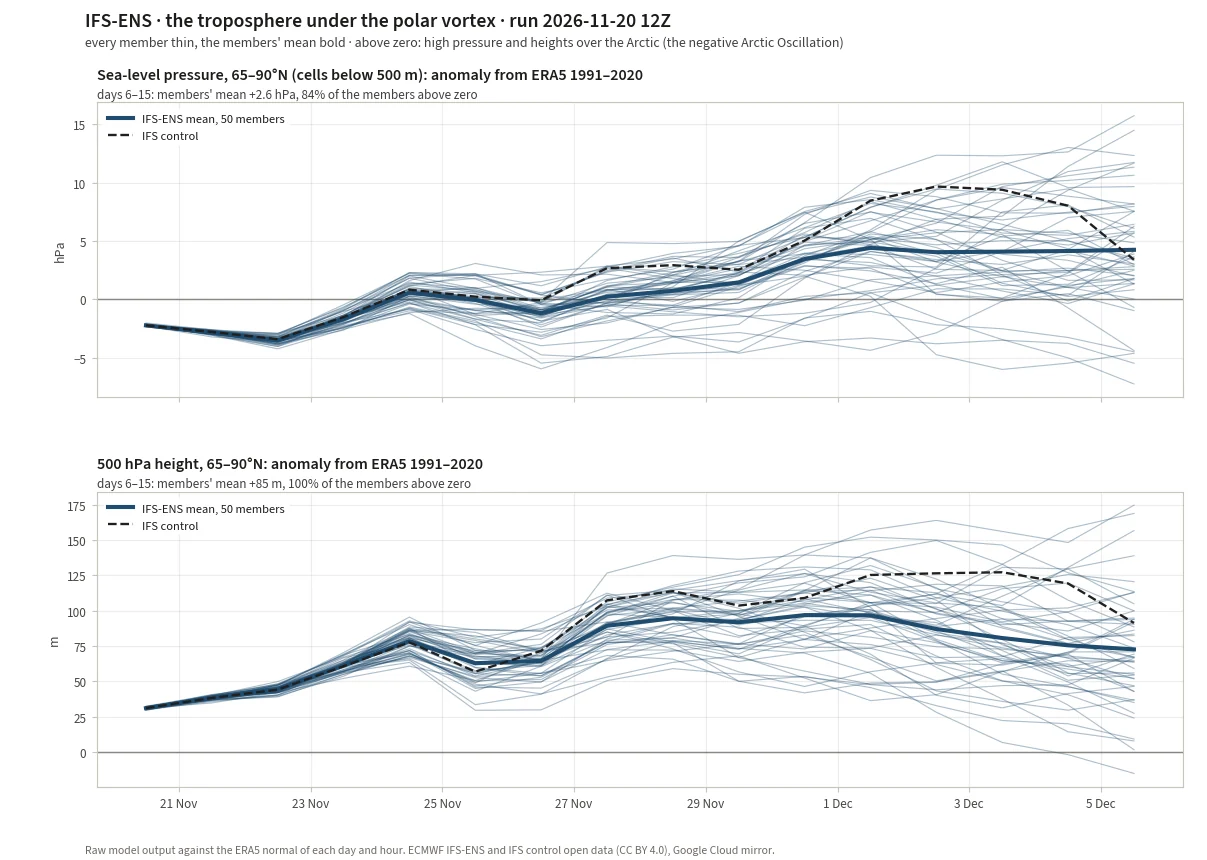 IFS-ENS · the troposphere under the polar vortex · run 2026-11-20 12Z
every member thin, the members' mean bold · above zero: high pressure and heights over the Arctic (the negative Arctic Oscillation)
Sea-level pressure, 65–90°N (cells below 500 m): anomaly from ERA5 1991–2020
days 6–15: members' mean +2.6 hPa, 84% of the members above zero
IFS-ENS mean, 50 members
IFS control
15
10
5
0
−5
hPa
500 hPa height, 65–90°N: anomaly from ERA5 1991–2020
days 6–15: members' mean +85 m, 100% of the members above zero
IFS-ENS mean, 50 members
IFS control
175
150
125
100
75
50
25
0
m
21 Nov
23 Nov
25 Nov
27 Nov
29 Nov
1 Dec
3 Dec
5 Dec
Raw model output against the ERA5 normal of each day and hour. ECMWF IFS-ENS and IFS control open data (CC BY 4.0), Google Cloud mirror.